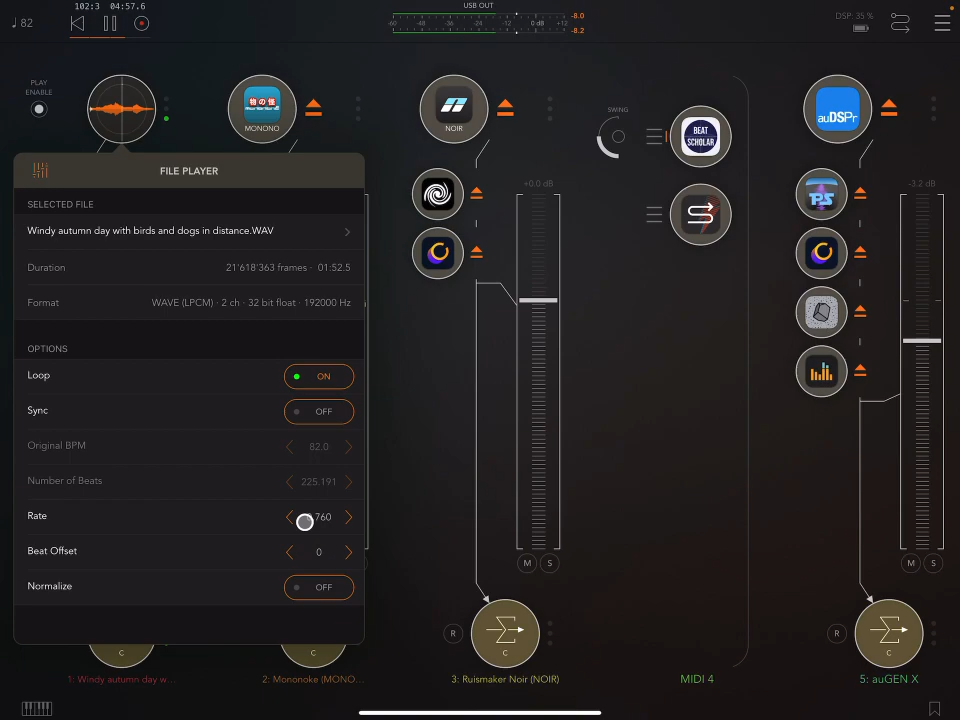 102:3 04:57.6
♩ 82
USB OUT
-60 -48 -36 -24 -12 0 dB +12
-8.0
-8.2
DSP: 35 %
PLAY
ENABLE
物の怪
MONONO
NOIR
SWING
BEAT
SCHOLAR
auDSPr
PS
FILE PLAYER
SELECTED FILE
Windy autumn day with birds and dogs in distance.WAV
Duration 21'618'363 frames · 01:52.5
Format WAVE (LPCM) · 2 ch · 32 bit float · 192000 Hz
OPTIONS
Loop ON
Sync OFF
Original BPM 82.0
Number of Beats 225.191
Rate 760
Beat Offset 0
Normalize OFF
+0.0 dB
-3.2 dB
M S
M S
C
C
R
C
R
C
1: Windy autumn day w...
2: Mononoke (MONO...
3: Ruismaker Noir (NOIR)
MIDI 4
5: auGEN X